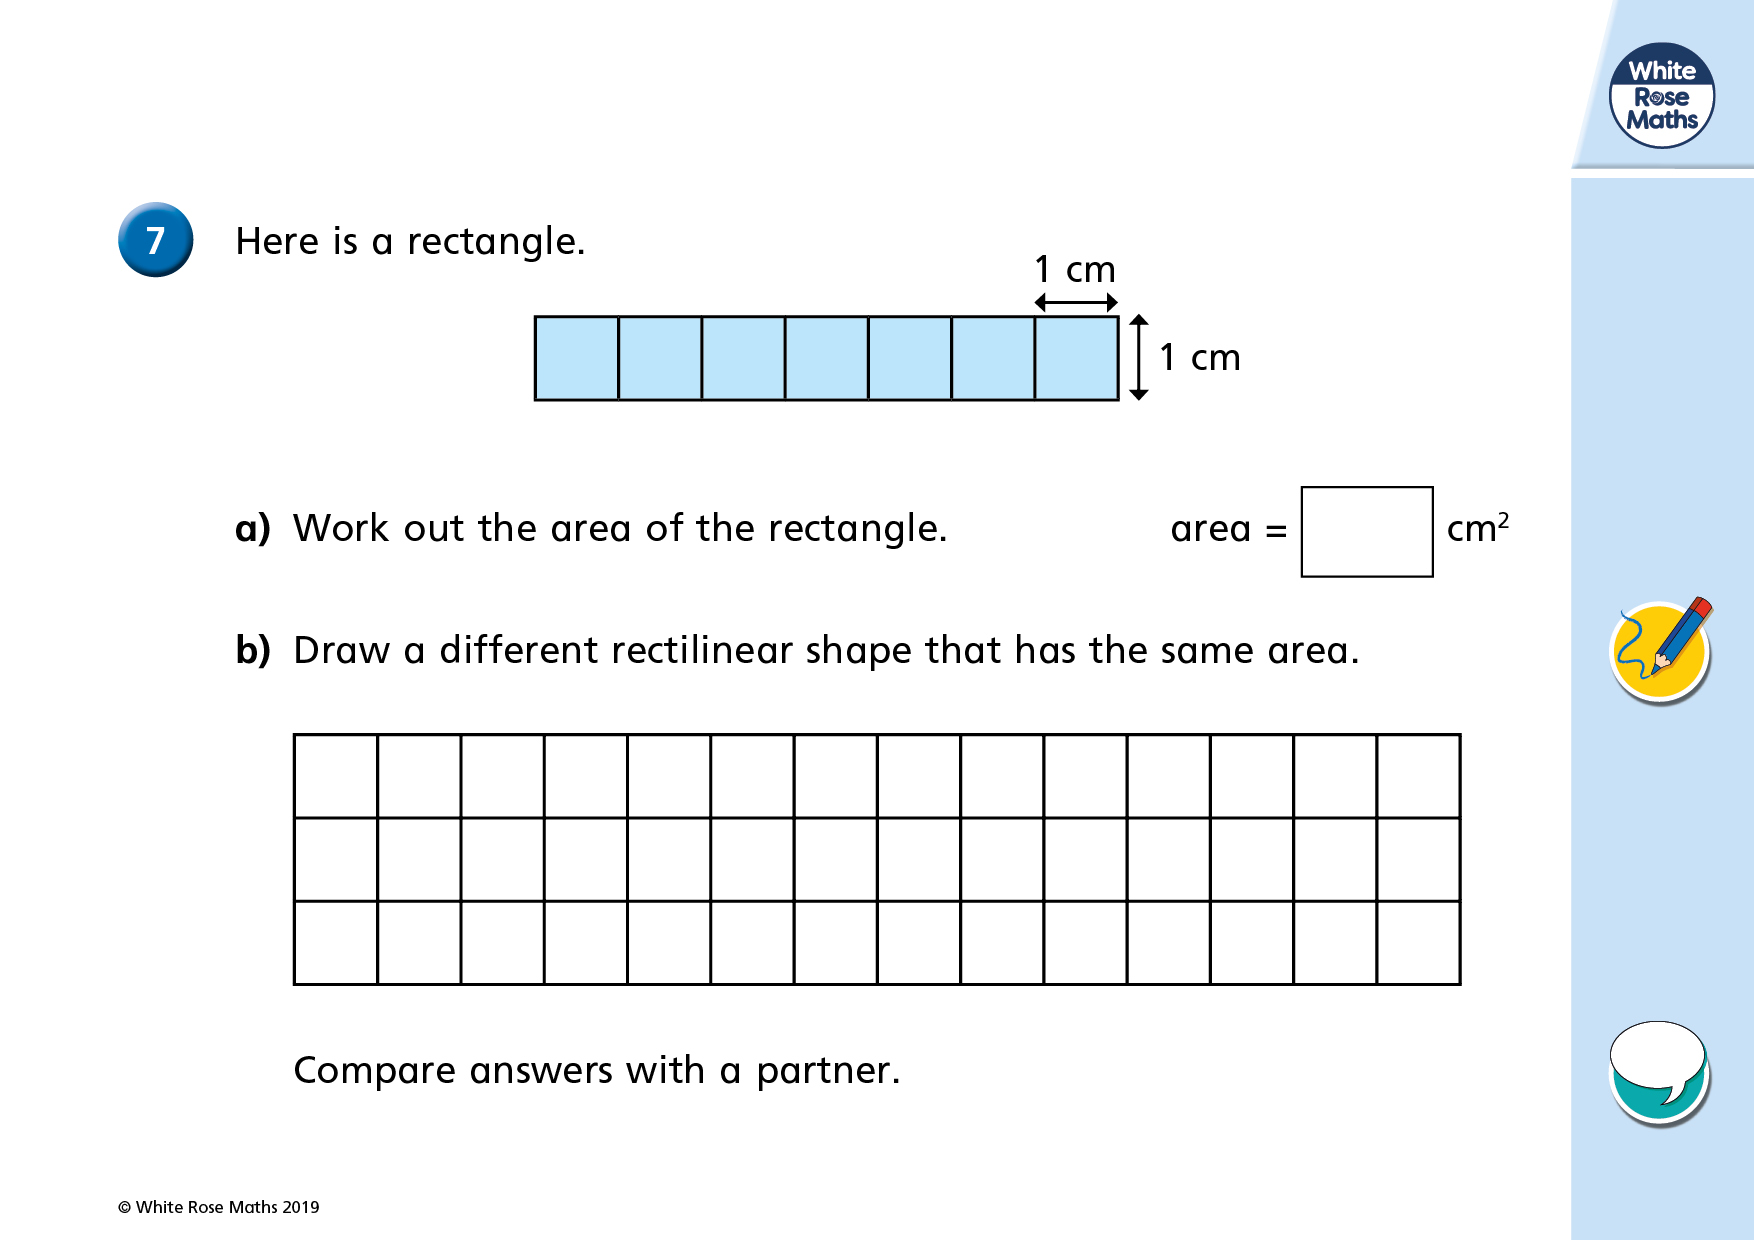 White
Rose
Maths
7 Here is a rectangle.
1 cm
1 cm
a) Work out the area of the rectangle. area = cm²
b) Draw a different rectilinear shape that has the same area.
Compare answers with a partner.
© White Rose Maths 2019